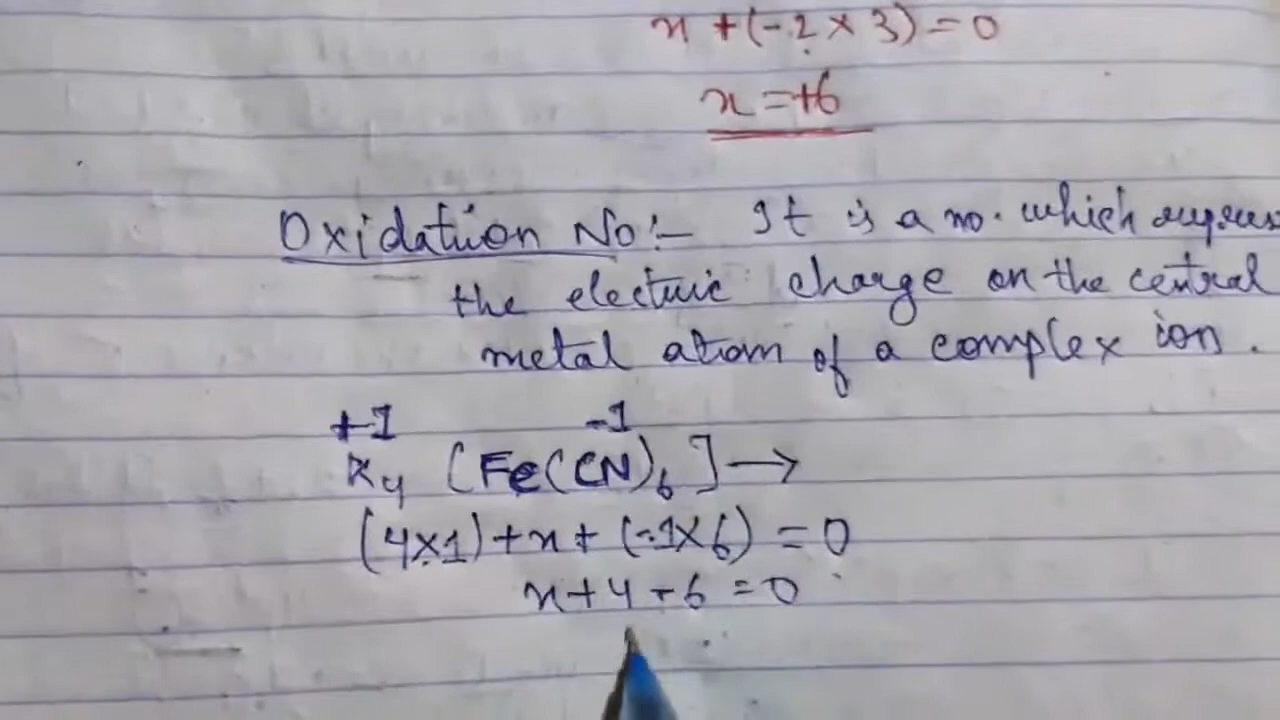 x + (-2 × 3) = 0
x = +6
Oxidation No:- It is a no. which
the electric charge on the central
metal atom of a complex ion.
+1 -1
K4 [Fe(CN)6] →
(4×1) + x + (-1×6) = 0
x + 4 - 6 = 0